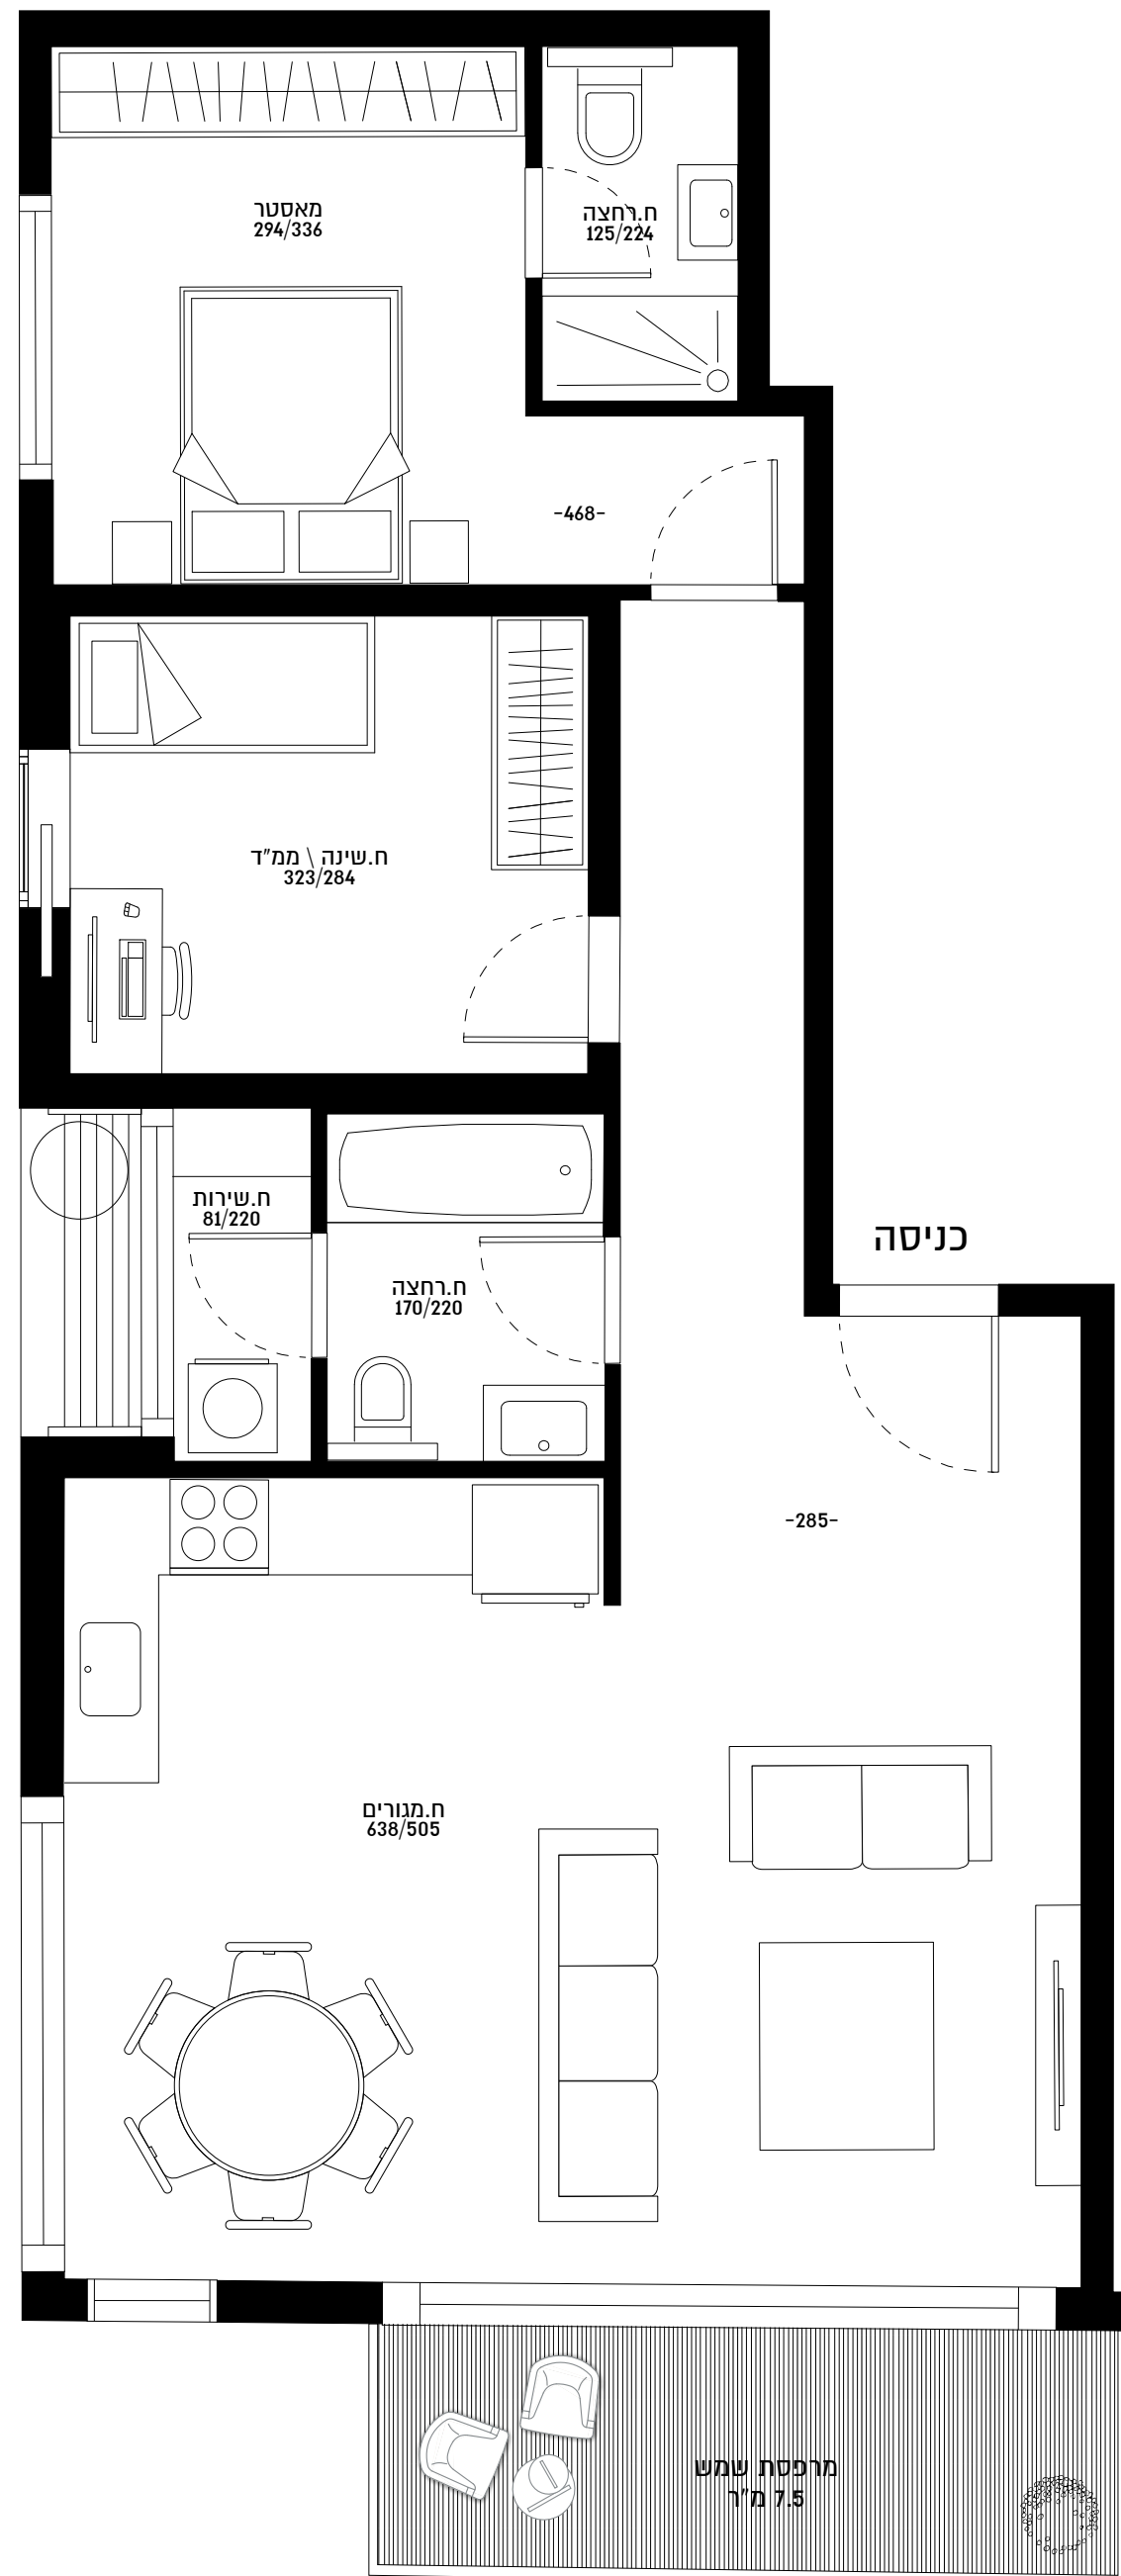 מאסטר
294/336
ח.רחצה
125/224
-468-
ח.שינה \ ממ"ד
323/284
ח.שירות
81/220
כניסה
ח.רחצה
170/220
-285-
ח.מגורים
638/505
מרפסת שמש
7.5 מ"ר